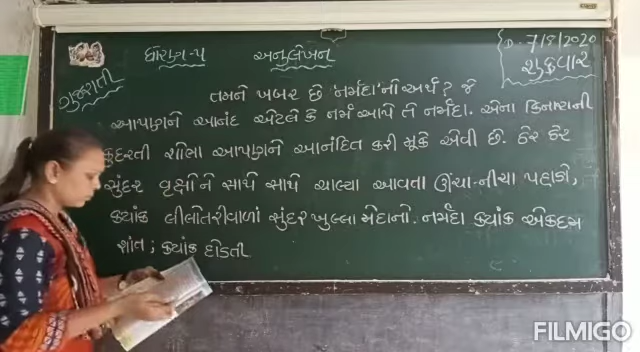 ધોરણ-૫ અનુલેખન
D-7/8/2020
શુક્રવાર
ગુજરાતી
તમને ખબર છે 'નર્મદા'નો અર્થ? જે
આપણને આનંદ એટલે કે નર્મ આપે તે નર્મદા. એના કિનારાની
કુદરતી શોભા આપણને આનંદિત કરી મૂકે એવી છે. ઠેર ઠેર
સુંદર વૃક્ષોને સાથે સાથે ચાલ્યા આવતા ઊંચા-નીચા પહાડો,
ક્યાંક લીલોતરીવાળાં સુંદર ખુલ્લા મેદાનો. નર્મદા ક્યાંક એકદમ
શાંત; ક્યાંક દોડતી
FILMIGO